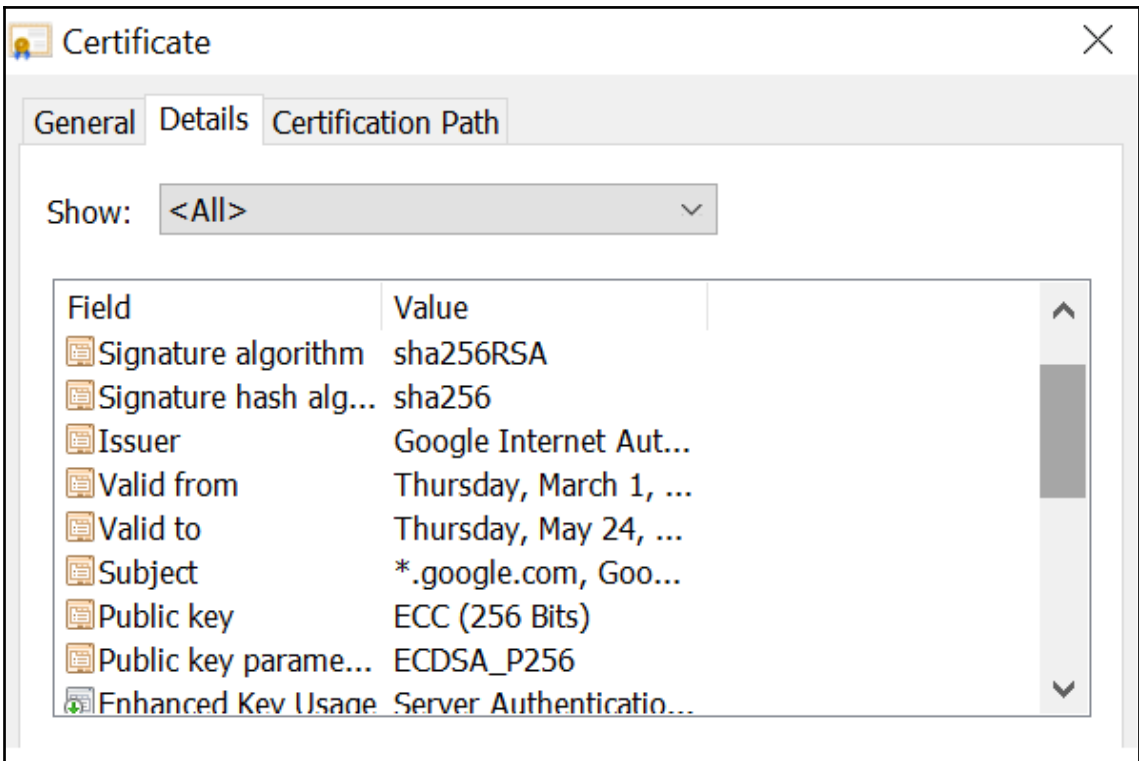 Certificate
General Details Certification Path
Show: <All>
Field Value
Signature algorithm sha256RSA
Signature hash alg... sha256
Issuer Google Internet Aut...
Valid from Thursday, March 1, ...
Valid to Thursday, May 24, ...
Subject *.google.com, Goo...
Public key ECC (256 Bits)
Public key parame... ECDSA_P256
Enhanced Key Usage Server Authenticatio...